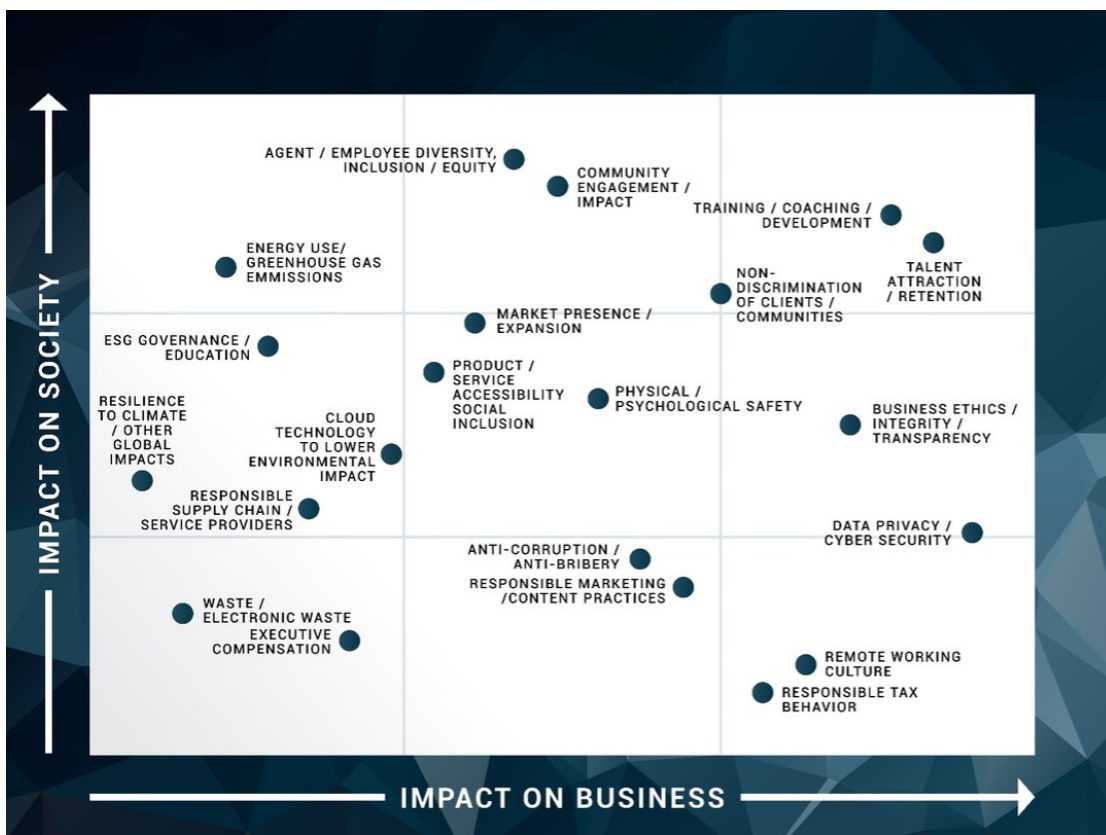 AGENT / EMPLOYEE DIVERSITY,
INCLUSION / EQUITY
COMMUNITY
ENGAGEMENT /
IMPACT
TRAINING / COACHING /
DEVELOPMENT
ENERGY USE/
GREENHOUSE GAS
EMMISSIONS
TALENT
ATTRACTION
/ RETENTION
NON-
DISCRIMINATION
OF CLIENTS /
COMMUNITIES
MARKET PRESENCE /
EXPANSION
ESG GOVERNANCE /
EDUCATION
PRODUCT /
SERVICE
ACCESSIBILITY
SOCIAL
INCLUSION
PHYSICAL /
PSYCHOLOGICAL SAFETY
BUSINESS ETHICS /
INTEGRITY /
TRANSPARENCY
RESILIENCE
TO CLIMATE
/ OTHER
GLOBAL
IMPACTS
CLOUD
TECHNOLOGY
TO LOWER
ENVIRONMENTAL
IMPACT
RESPONSIBLE
SUPPLY CHAIN /
SERVICE PROVIDERS
DATA PRIVACY /
CYBER SECURITY
ANTI-CORRUPTION /
ANTI-BRIBERY
RESPONSIBLE MARKETING
/CONTENT PRACTICES
WASTE /
ELECTRONIC WASTE
EXECUTIVE
COMPENSATION
REMOTE WORKING
CULTURE
RESPONSIBLE TAX
BEHAVIOR
IMPACT ON SOCIETY
IMPACT ON BUSINESS